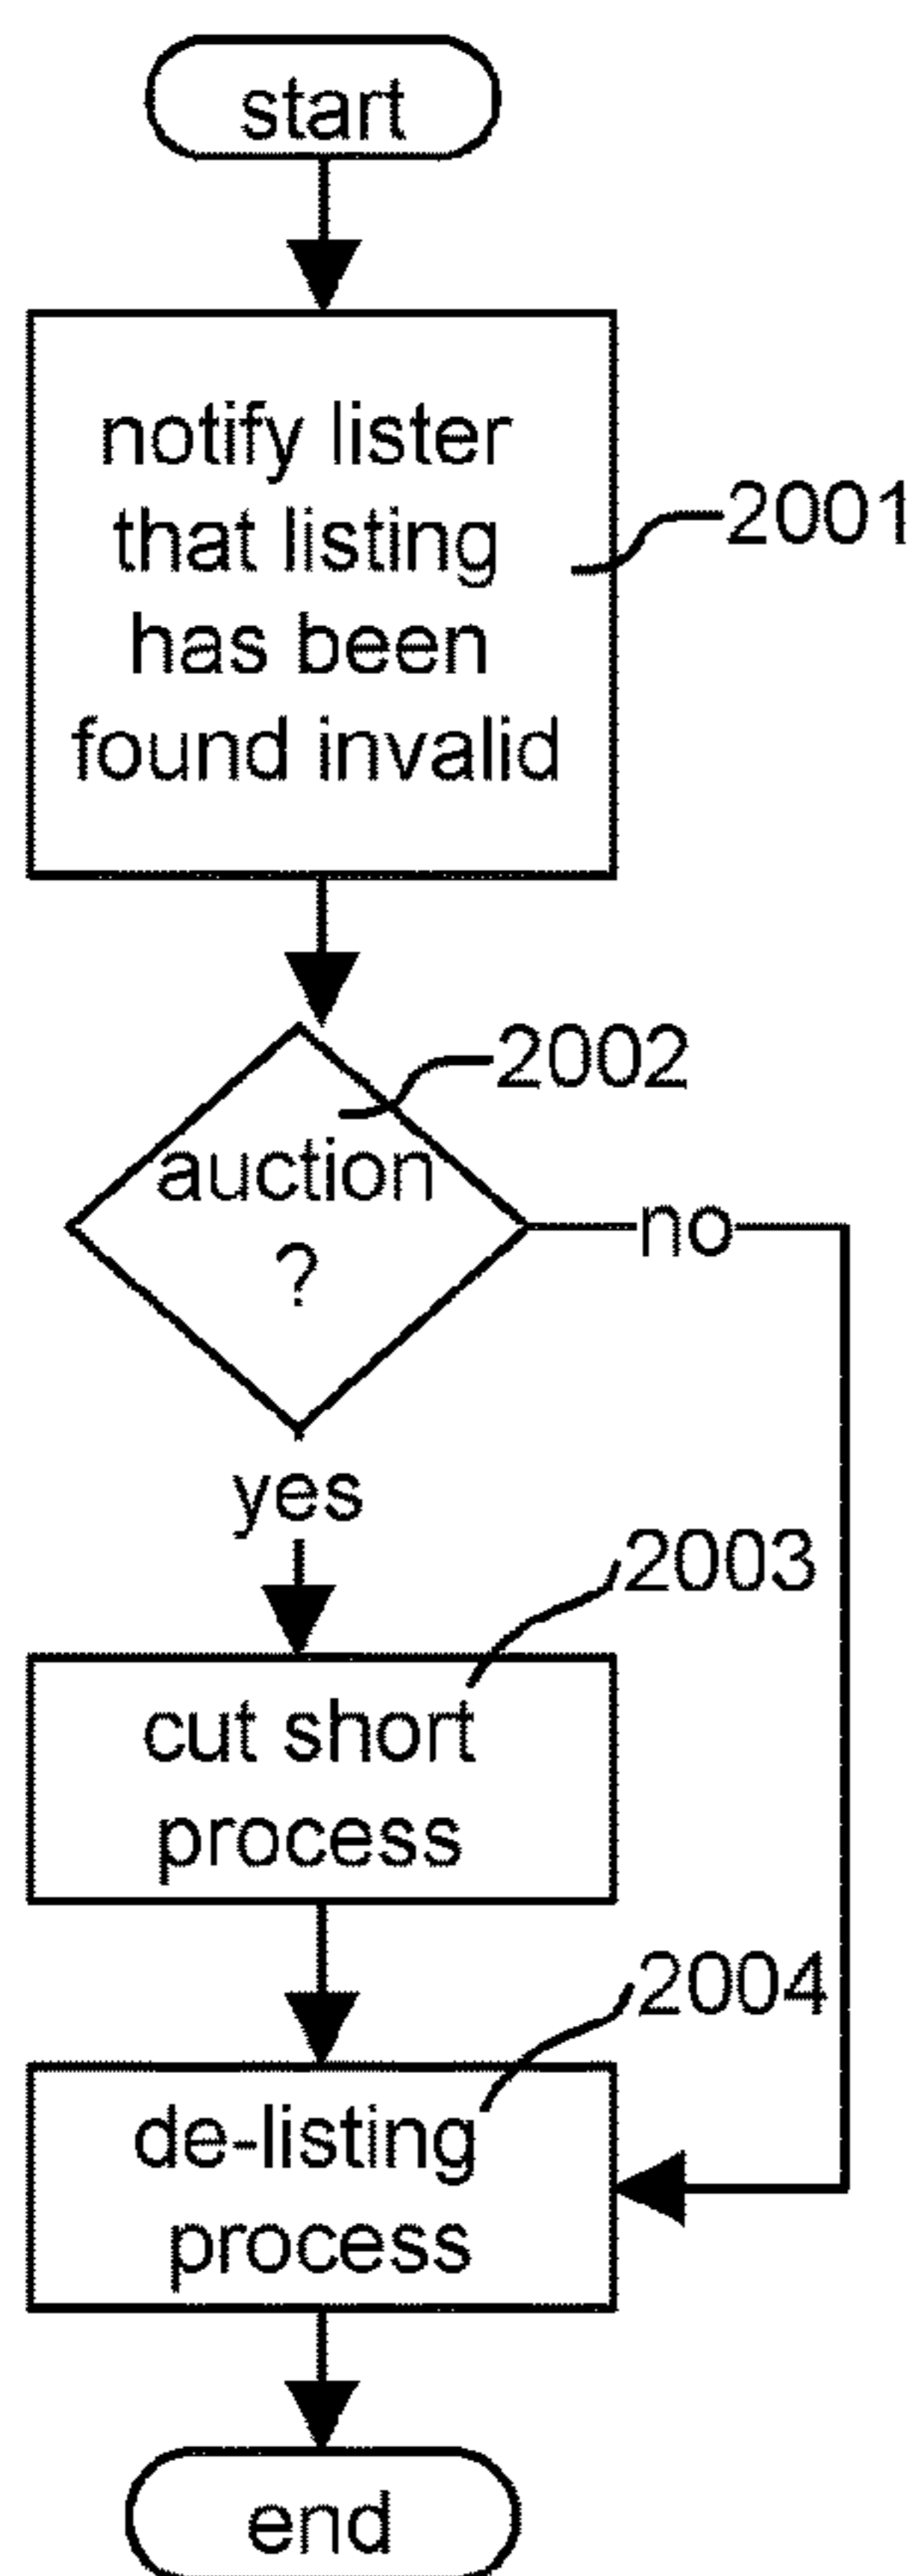 start
notify lister
that listing
has been
found invalid
2001
2002
auction
?
no
yes
2003
cut short
process
2004
de-listing
process
end